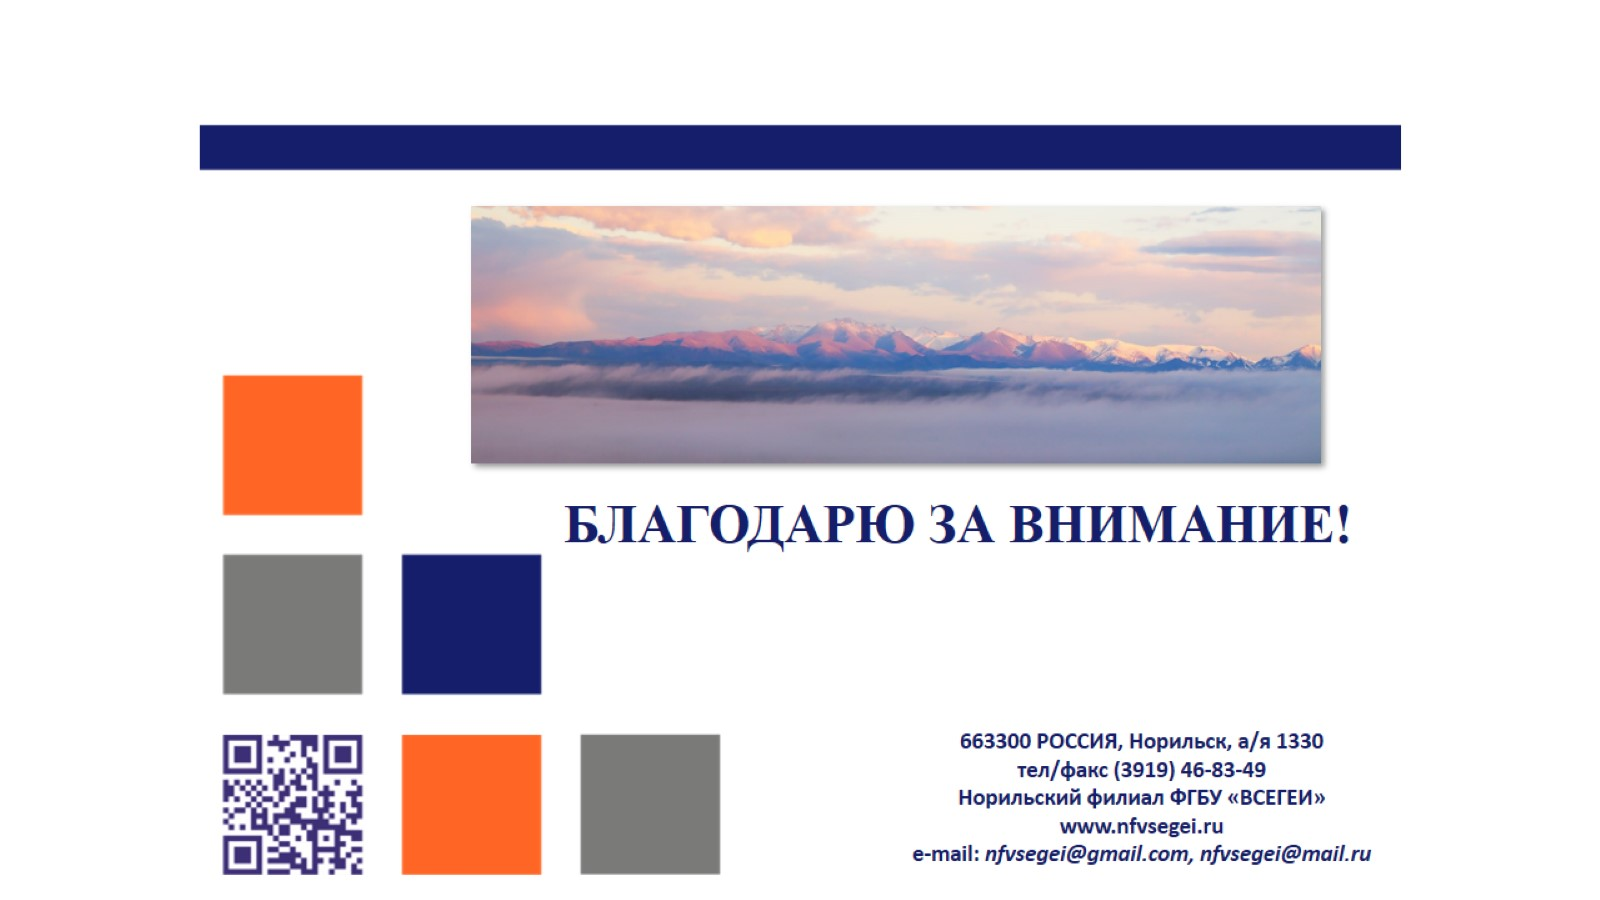 БЛАГОДАРЮ ЗА ВНИМАНИЕ!
663300 РОССИЯ, Норильск, а/я 1330
тел/факс (3919) 46-83-49
Норильский филиал ФГБУ «ВСЕГЕИ»
www.nfvsegei.ru
e-mail: nfvsegei@gmail.com, nfvsegei@mail.ru